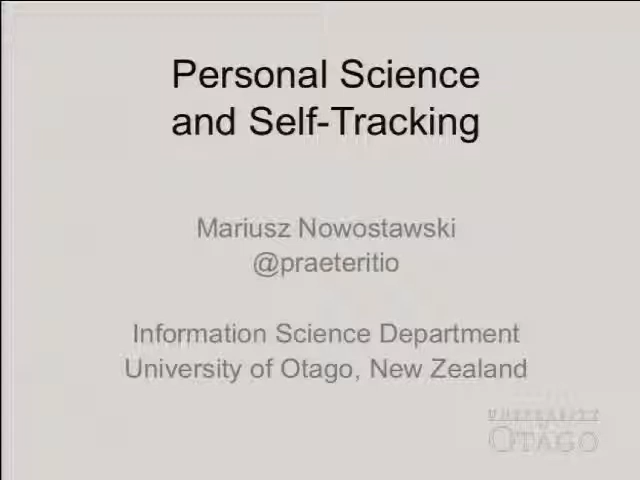 Personal Science
and Self-Tracking
Mariusz Nowostawski
@praeteritio
Information Science Department
University of Otago, New Zealand
UNIVERSITY
OTAGO